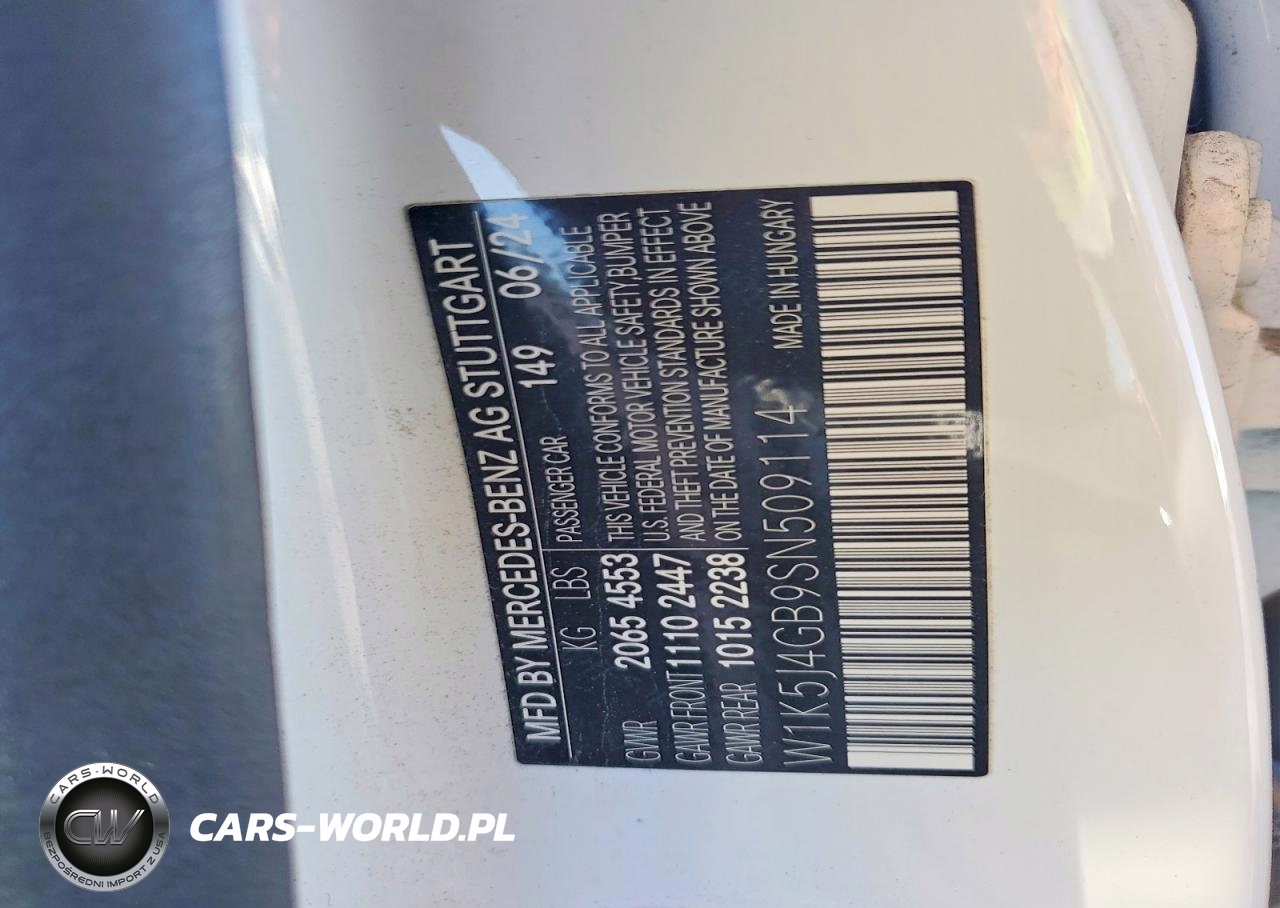 MFD BY MERCEDES-BENZ AG STUTTGART
KG LBS 149 06/24
GVWR 2065 4553
GAWR FRONT 1110 2447
GAWR REAR 1015 2238
PASSENGER CAR
THIS VEHICLE CONFORMS TO ALL APPLICABLE
U.S. FEDERAL MOTOR VEHICLE SAFETY, BUMPER
AND THEFT PREVENTION STANDARDS IN EFFECT
ON THE DATE OF MANUFACTURE SHOWN ABOVE
W1K5J4GB9SN509114 MADE IN HUNGARY
CARS-WORLD
CW
BEZPOŚREDNI IMPORT Z USA
CARS-WORLD.PL